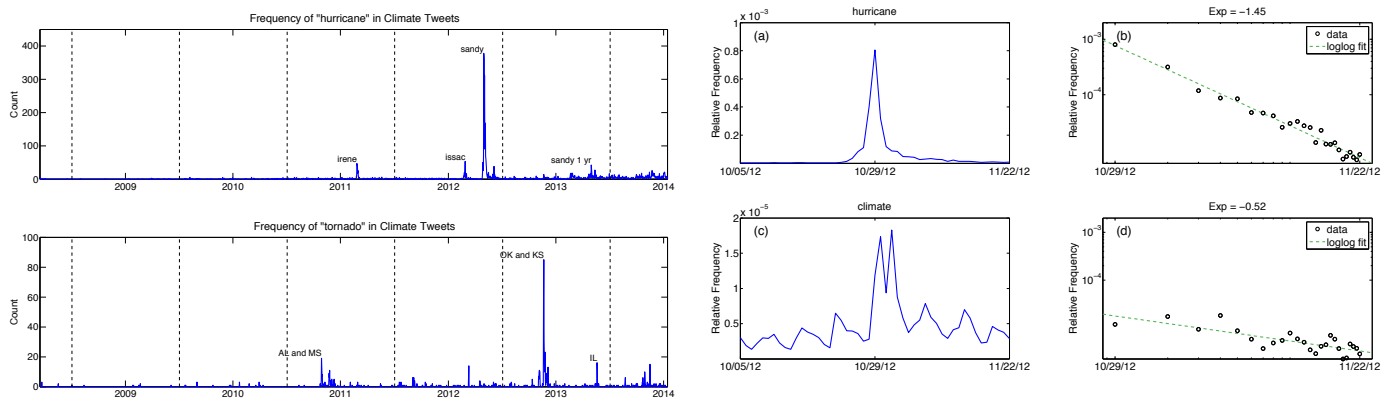 Frequency of "hurricane" in Climate Tweets
Count
400
300
200
100
0
irene
issac
sandy
sandy 1 yr
2009 2010 2011 2012 2013 2014
Frequency of "tornado" in Climate Tweets
Count
100
80
60
40
20
0
AL and MS
OK and KS
IL
2009 2010 2011 2012 2013 2014
hurricane
1 x 10⁻³
(a)
Relative Frequency
0.8
0.6
0.4
0.2
10/05/12 10/29/12 11/22/12
Exp = −1.45
(b)
data
loglog fit
Relative Frequency
10⁻³
10⁻⁴
10/29/12 11/22/12
climate
2 x 10⁻⁵
(c)
Relative Frequency
1.5
1
0.5
10/05/12 10/29/12 11/22/12
Exp = −0.52
(d)
data
loglog fit
Relative Frequency
10⁻³
10⁻⁴
10/29/12 11/22/12